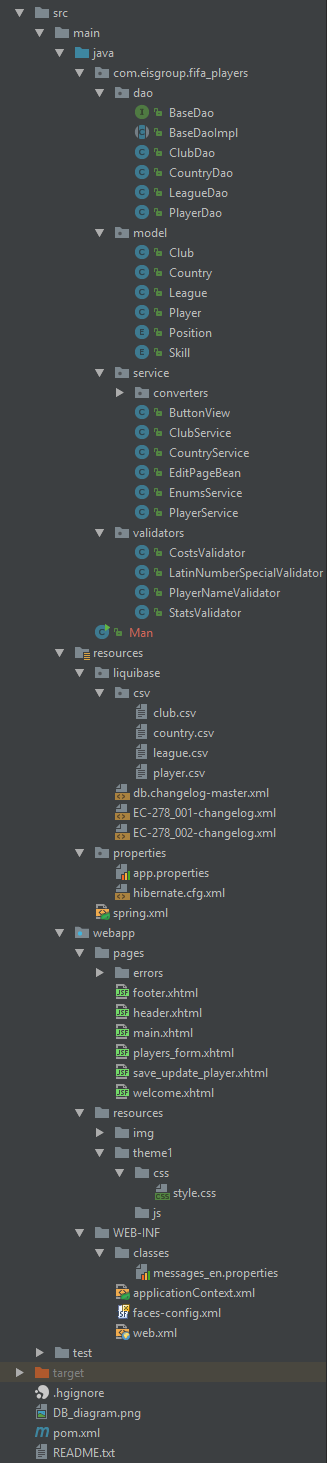 src
main
java
com.eisgroup.fifa_players
dao
BaseDao
BaseDaoImpl
ClubDao
CountryDao
LeagueDao
PlayerDao
model
Club
Country
League
Player
Position
Skill
service
converters
ButtonView
ClubService
CountryService
EditPageBean
EnumsService
PlayerService
validators
CostsValidator
LatinNumberSpecialValidator
PlayerNameValidator
StatsValidator
Man
resources
liquibase
csv
club.csv
country.csv
league.csv
player.csv
db.changelog-master.xml
EC-278_001-changelog.xml
EC-278_002-changelog.xml
properties
app.properties
hibernate.cfg.xml
spring.xml
webapp
pages
errors
footer.xhtml
header.xhtml
main.xhtml
players_form.xhtml
save_update_player.xhtml
welcome.xhtml
resources
img
theme1
css
style.css
js
WEB-INF
classes
messages_en.properties
applicationContext.xml
faces-config.xml
web.xml
test
target
.hgignore
DB_diagram.png
pom.xml
README.txt